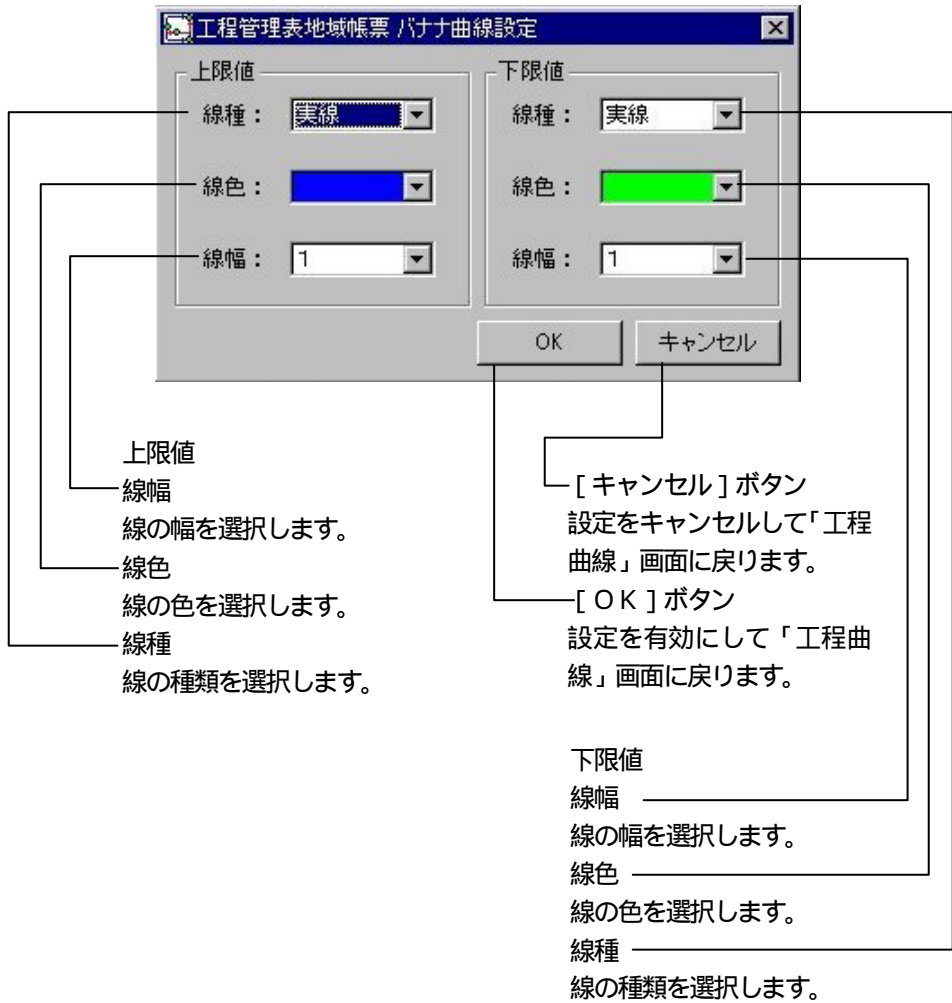 工程管理表地域帳票 バナナ曲線設定
上限値
線種： 実線
線色：
線幅： 1
下限値
線種： 実線
線色：
線幅： 1
OK
キャンセル
上限値
線幅
線の幅を選択します。
線色
線の色を選択します。
線種
線の種類を選択します。
[キャンセル]ボタン
設定をキャンセルして「工程
曲線」画面に戻ります。
[ＯＫ]ボタン
設定を有効にして「工程曲
線」画面に戻ります。
下限値
線幅
線の幅を選択します。
線色
線の色を選択します。
線種
線の種類を選択します。